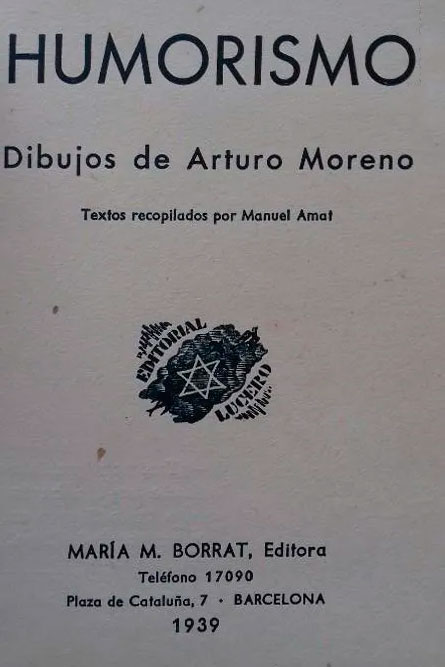 HUMORISMO
Dibujos de Arturo Moreno
Textos recopilados por Manuel Amat
EDITORIAL
LUCERO
MARÍA M. BORRAT, Editora
Teléfono 17090
Plaza de Cataluña, 7 · BARCELONA
1939